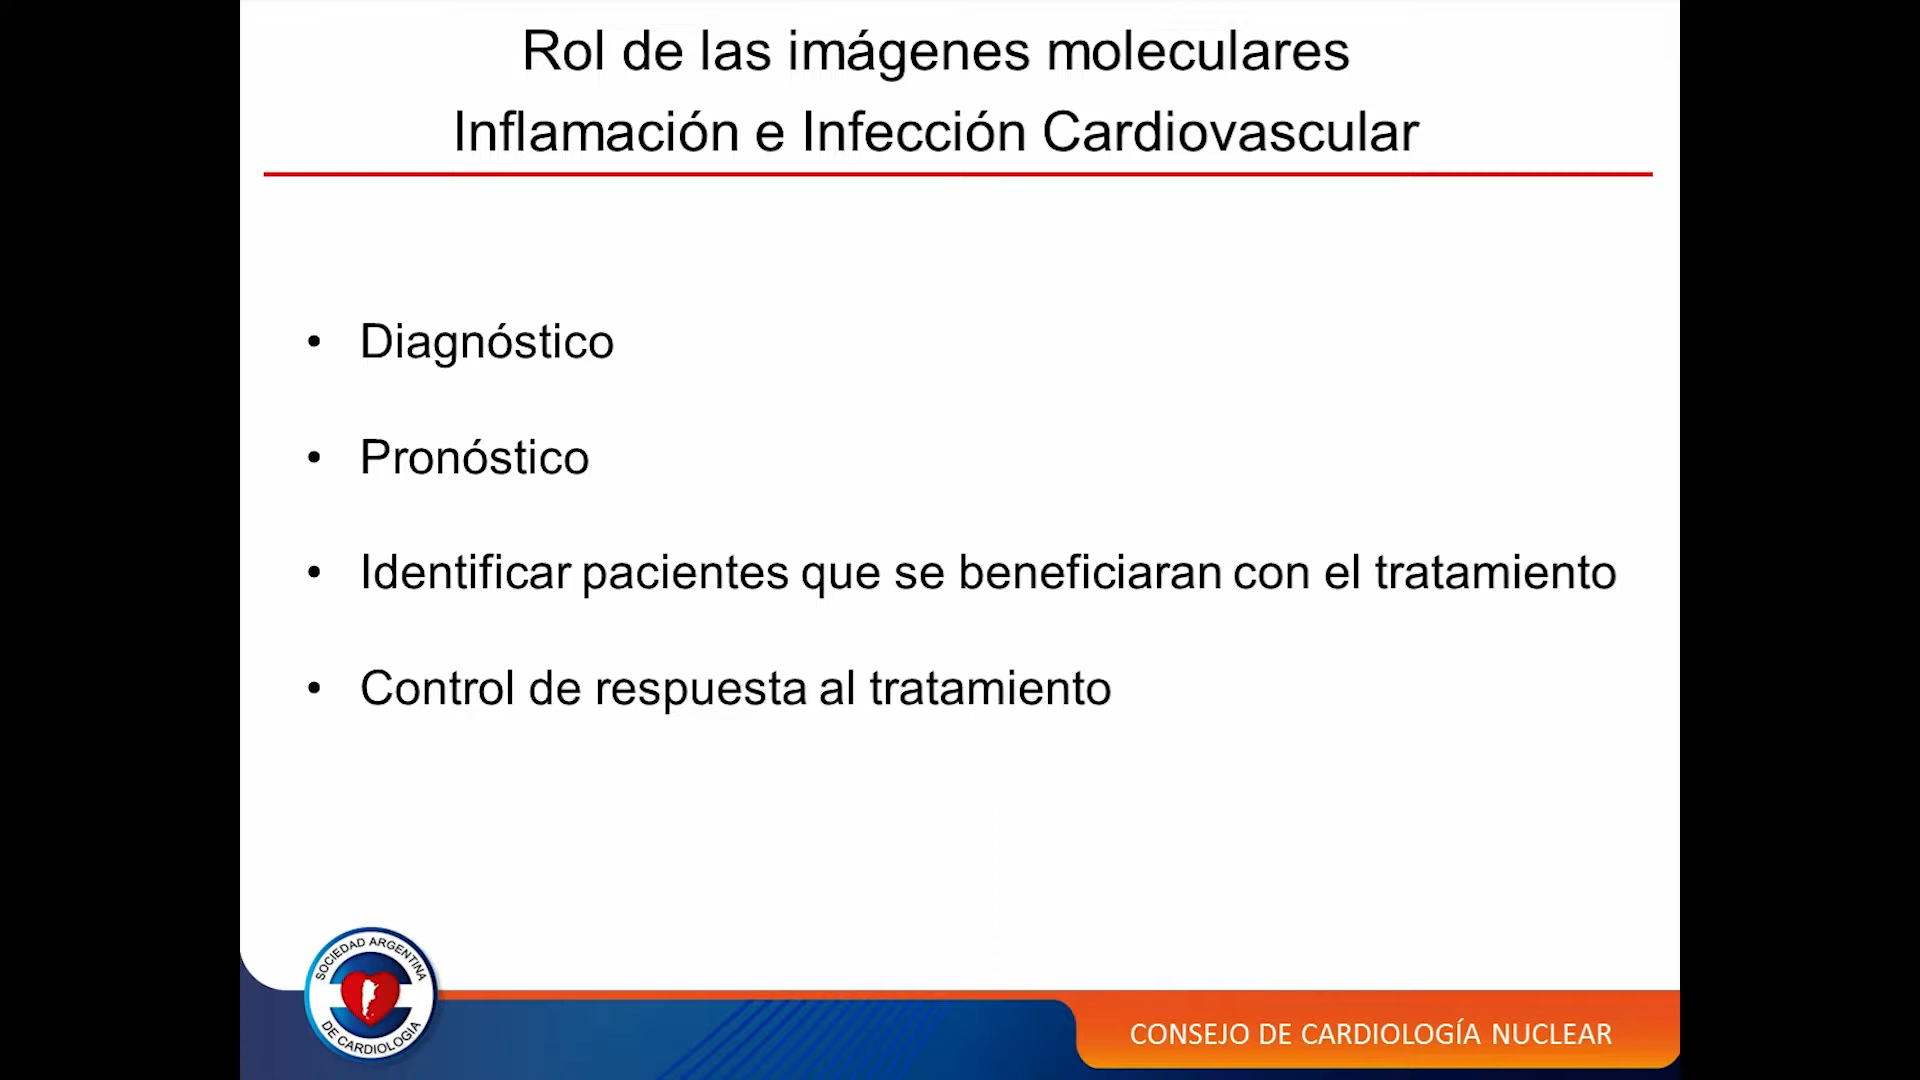 Rol de las imágenes moleculares
Inflamación e Infección Cardiovascular
• Diagnóstico
• Pronóstico
• Identificar pacientes que se beneficiaran con el tratamiento
• Control de respuesta al tratamiento
SOCIEDAD ARGENTINA
DE CARDIOLOGIA
CONSEJO DE CARDIOLOGÍA NUCLEAR